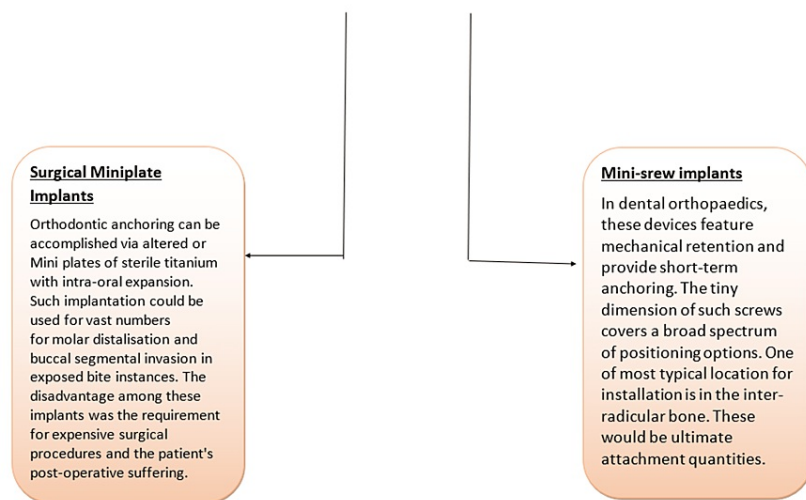 Surgical Miniplate
Implants
Orthodontic anchoring can be
accomplished via altered or
Mini plates of sterile titanium
with intra-oral expansion.
Such implantation could be
used for vast numbers
for molar distalisation and
buccal segmental invasion in
exposed bite instances. The
disadvantage among these
implants was the requirement
for expensive surgical
procedures and the patient's
post-operative suffering.
Mini-srew implants
In dental orthopaedics,
these devices feature
mechanical retention and
provide short-term
anchoring. The tiny
dimension of such screws
covers a broad spectrum
of positioning options. One
of most typical location for
installation is in the inter-
radicular bone. These
would be ultimate
attachment quantities.